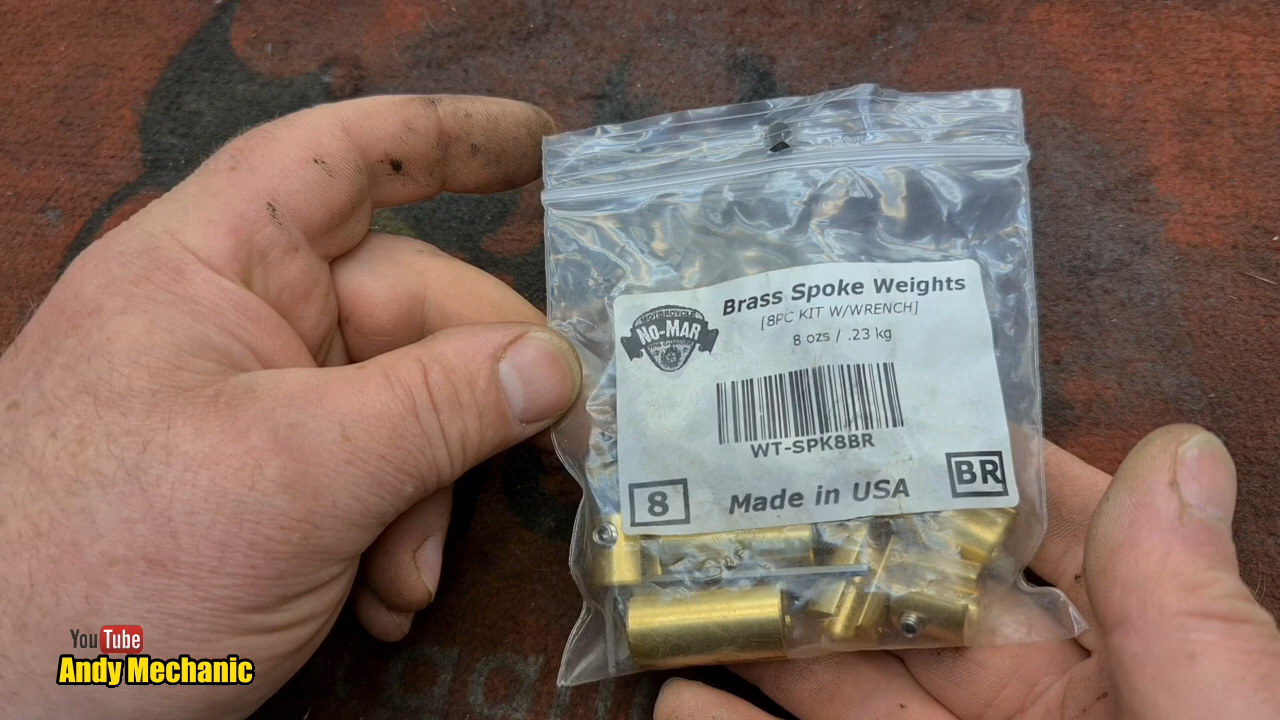 Brass Spoke Weights
[8PC KIT W/WRENCH]
8 ozs / .23 kg
MOTORCYCLE
No-MAR
WT-SPK8BR
8
Made in USA
BR
YouTube
Andy Mechanic